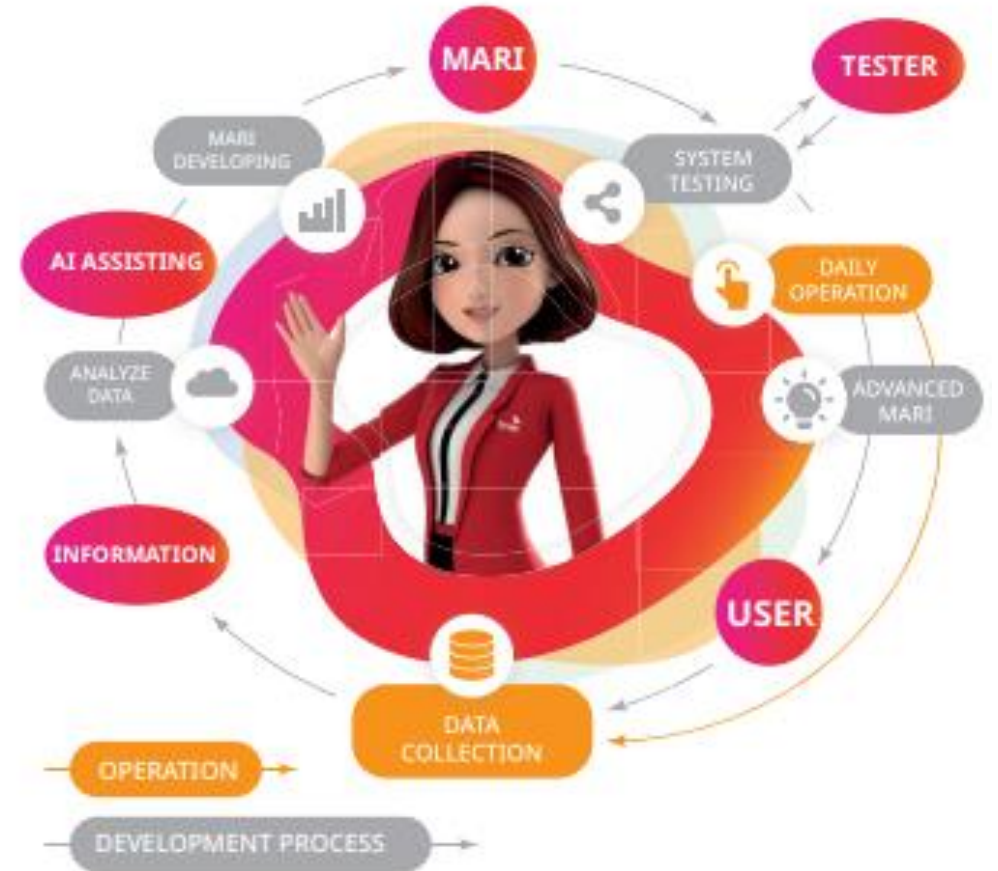 MARI
TESTER
MARI
DEVELOPING
SYSTEM
TESTING
AI ASSISTING
DAILY
OPERATION
ANALYZE
DATA
ADVANCED
MARI
INFORMATION
USER
DATA
COLLECTION
OPERATION
DEVELOPMENT PROCESS